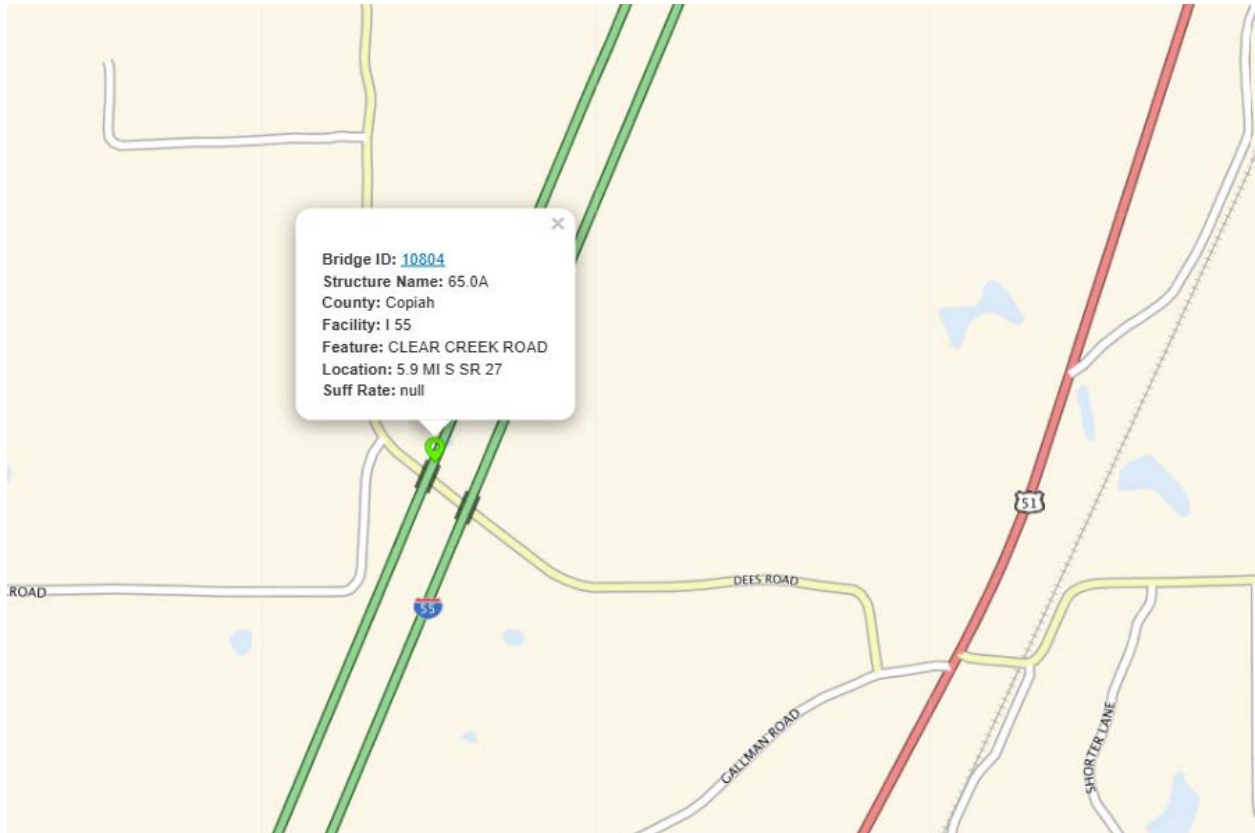 ×
Bridge ID: 10804
Structure Name: 65.0A
County: Copiah
Facility: I 55
Feature: CLEAR CREEK ROAD
Location: 5.9 MI S SR 27
Suff Rate: null
51
DEES ROAD
ROAD
55
GALLMAN ROAD
SHORTER LANE